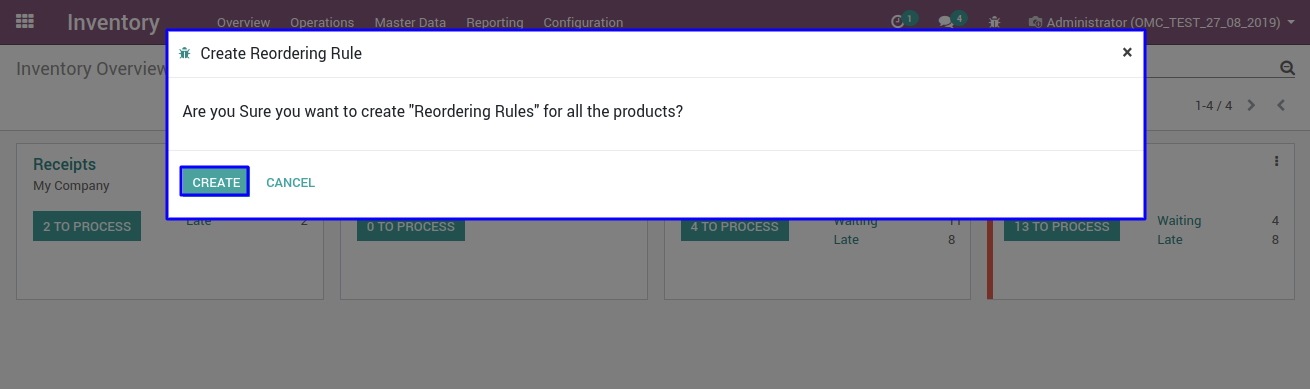 Inventory Overview Operations Master Data Reporting Configuration 1 4 Administrator (OMC_TEST_27_08_2019)
Create Reordering Rule ×
Inventory Overview
Are you Sure you want to create "Reordering Rules" for all the products?
1-4 / 4
Receipts
My Company
CREATE CANCEL
2 TO PROCESS Late 2
0 TO PROCESS
4 TO PROCESS Waiting 11
Late 8
13 TO PROCESS Waiting 4
Late 8